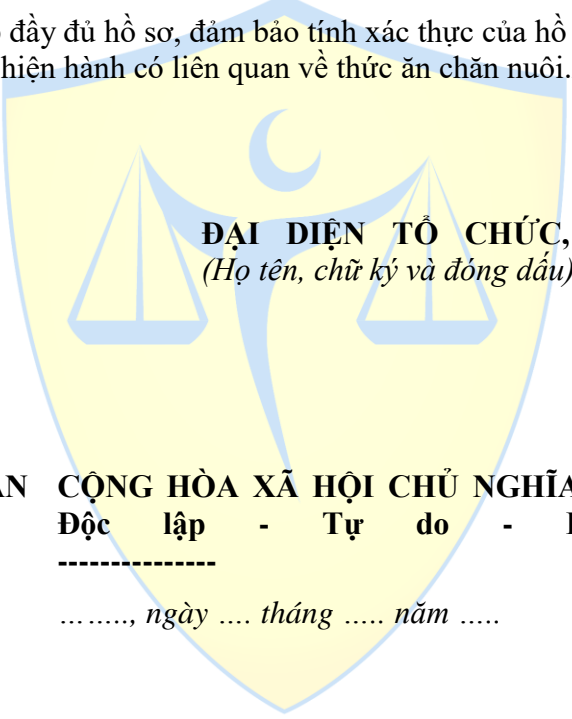 đầy đủ hồ sơ, đảm bảo tính xác thực của hồ
hiện hành có liên quan về thức ăn chăn nuôi.
ĐẠI DIỆN TỔ CHỨC,
(Họ tên, chữ ký và đóng dấu)
CỘNG HÒA XÃ HỘI CHỦ NGHĨA
Độc lập - Tự do -
---------------
…….., ngày …. tháng ….. năm …..